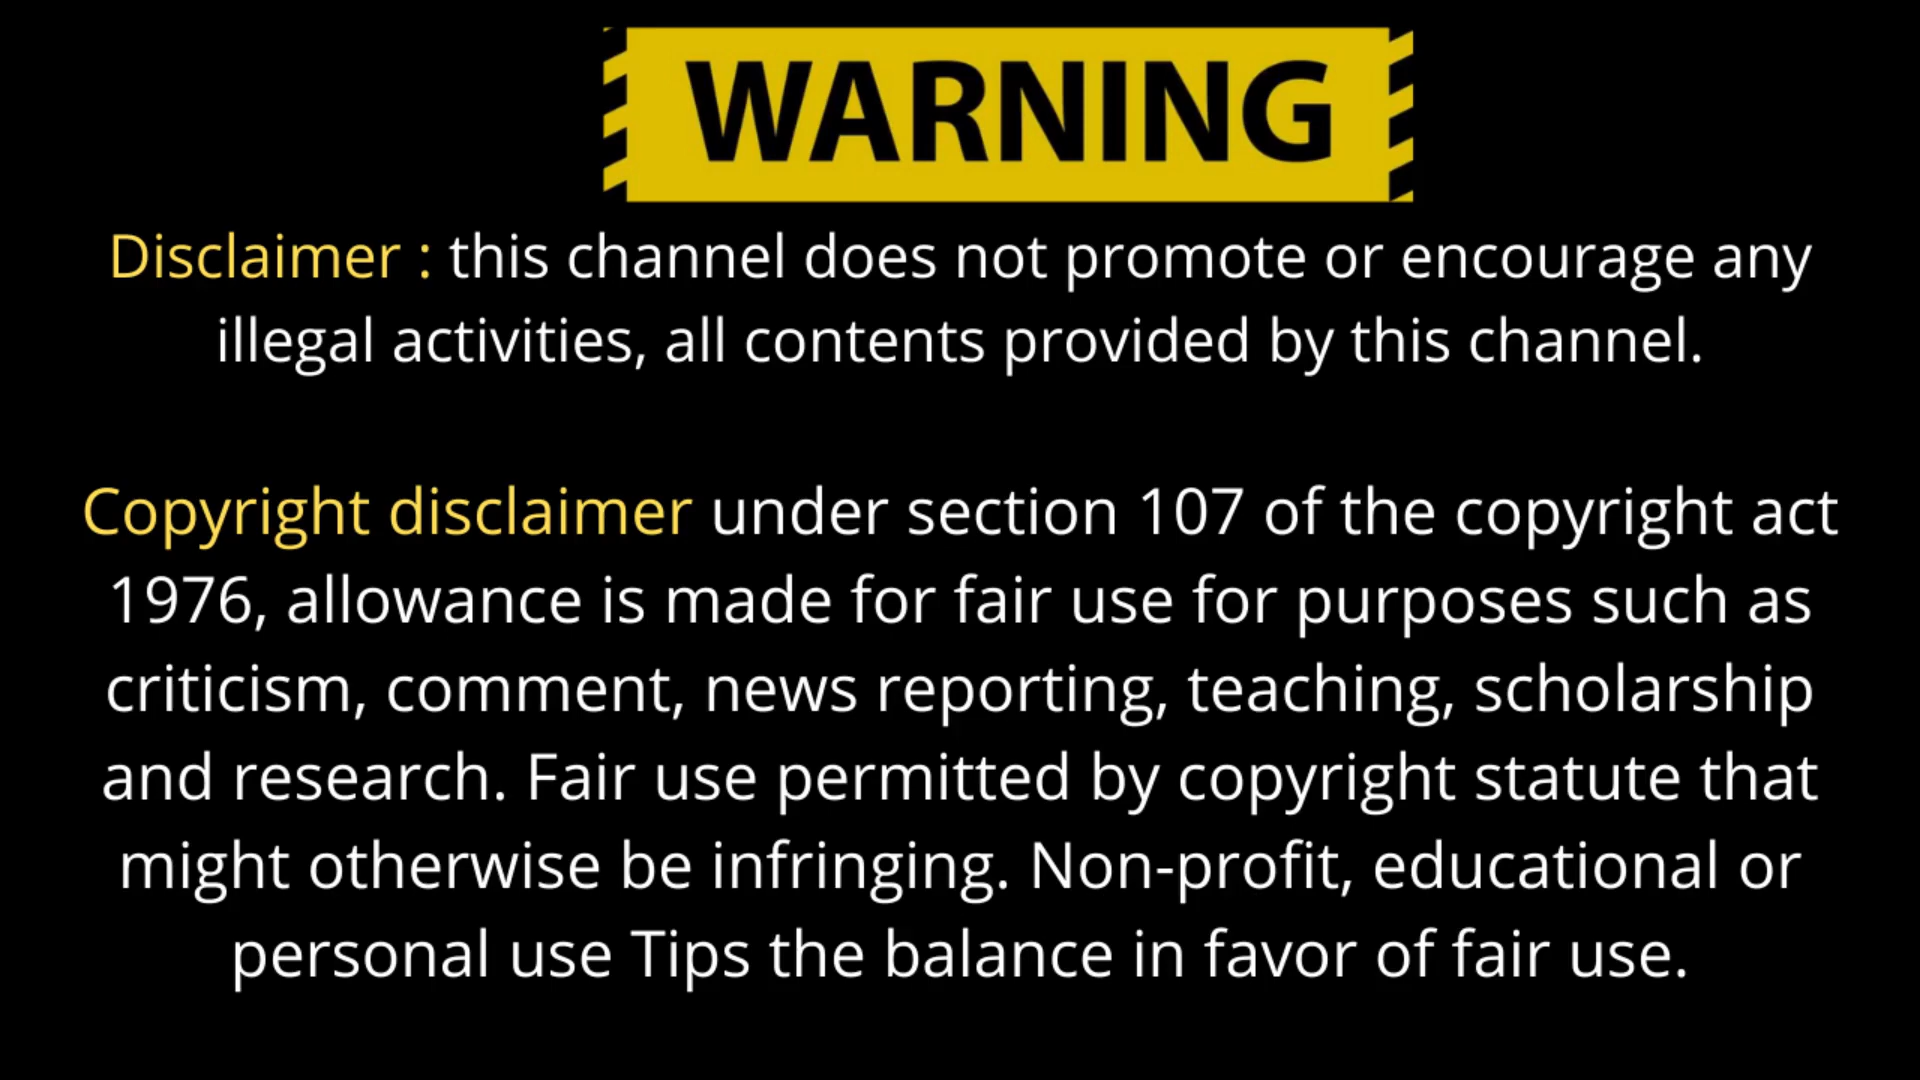 WARNING
Disclaimer : this channel does not promote or encourage any
illegal activities, all contents provided by this channel.
Copyright disclaimer under section 107 of the copyright act
1976, allowance is made for fair use for purposes such as
criticism, comment, news reporting, teaching, scholarship
and research. Fair use permitted by copyright statute that
might otherwise be infringing. Non-profit, educational or
personal use Tips the balance in favor of fair use.